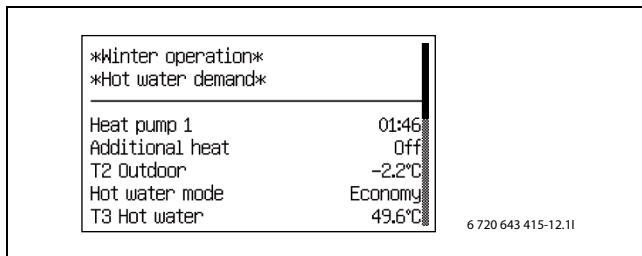 *Winter operation*
*Hot water demand*
Heat pump 1 01:46
Additional heat Off
T2 Outdoor -2.2°C
Hot water mode Economy
T3 Hot water 49.6°C
6 720 643 415-12.1I